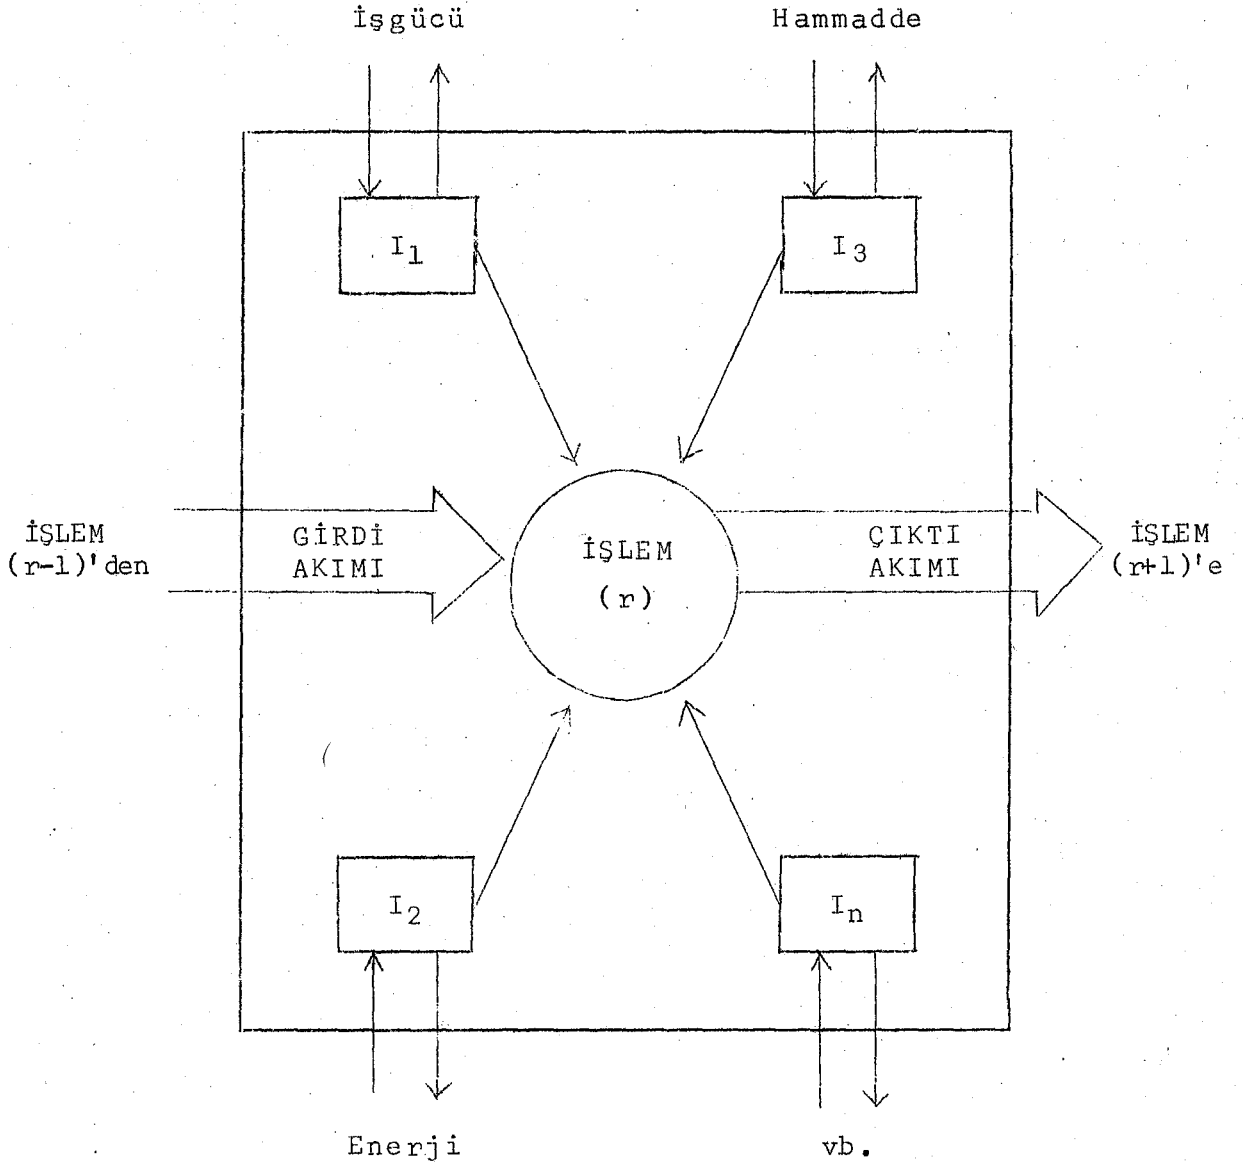 İşgücü
Hammadde
I1
I3
İŞLEM
(r-1)'den
GİRDİ
AKIMI
İŞLEM
(r)
ÇIKTI
AKIMI
İŞLEM
(r+1)'e
I2
In
Enerji
vb.